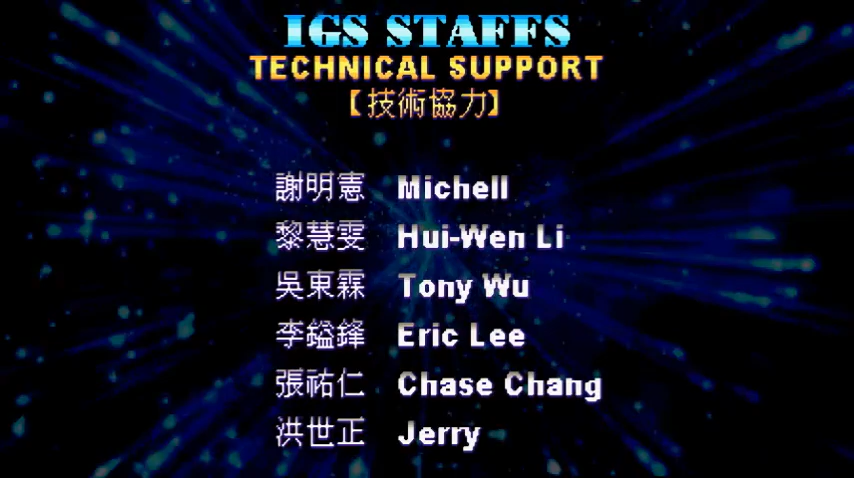 IGS STAFFS
TECHNICAL SUPPORT
【技術協力】
謝明憲 Michell
黎慧雯 Hui-Wen Li
吳東霖 Tony Wu
李鎰鋒 Eric Lee
張祐仁 Chase Chang
洪世正 Jerry